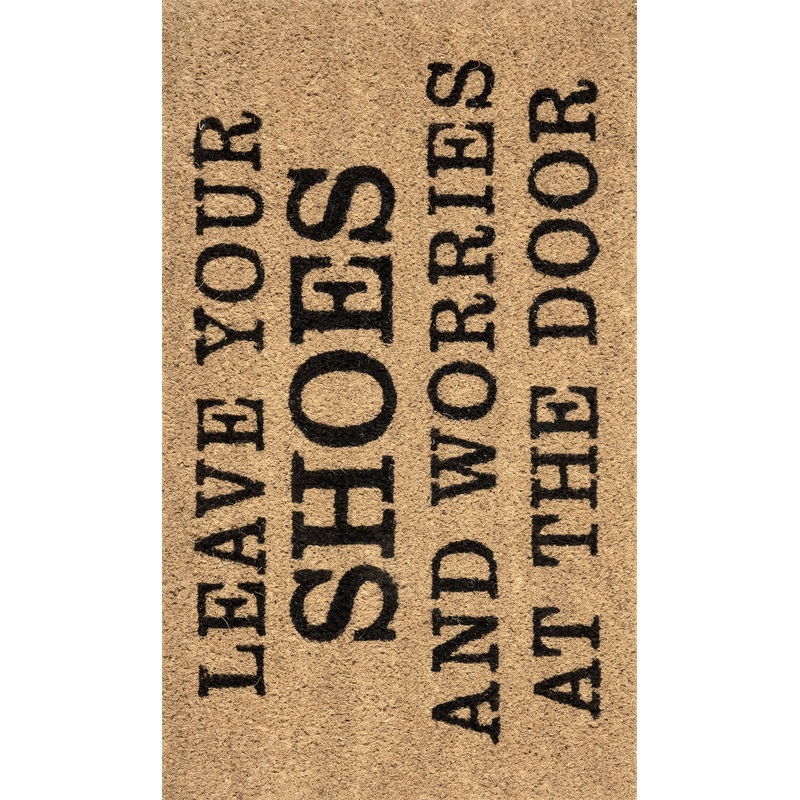 LEAVE YOUR
SHOES
AND WORRIES
AT THE DOOR